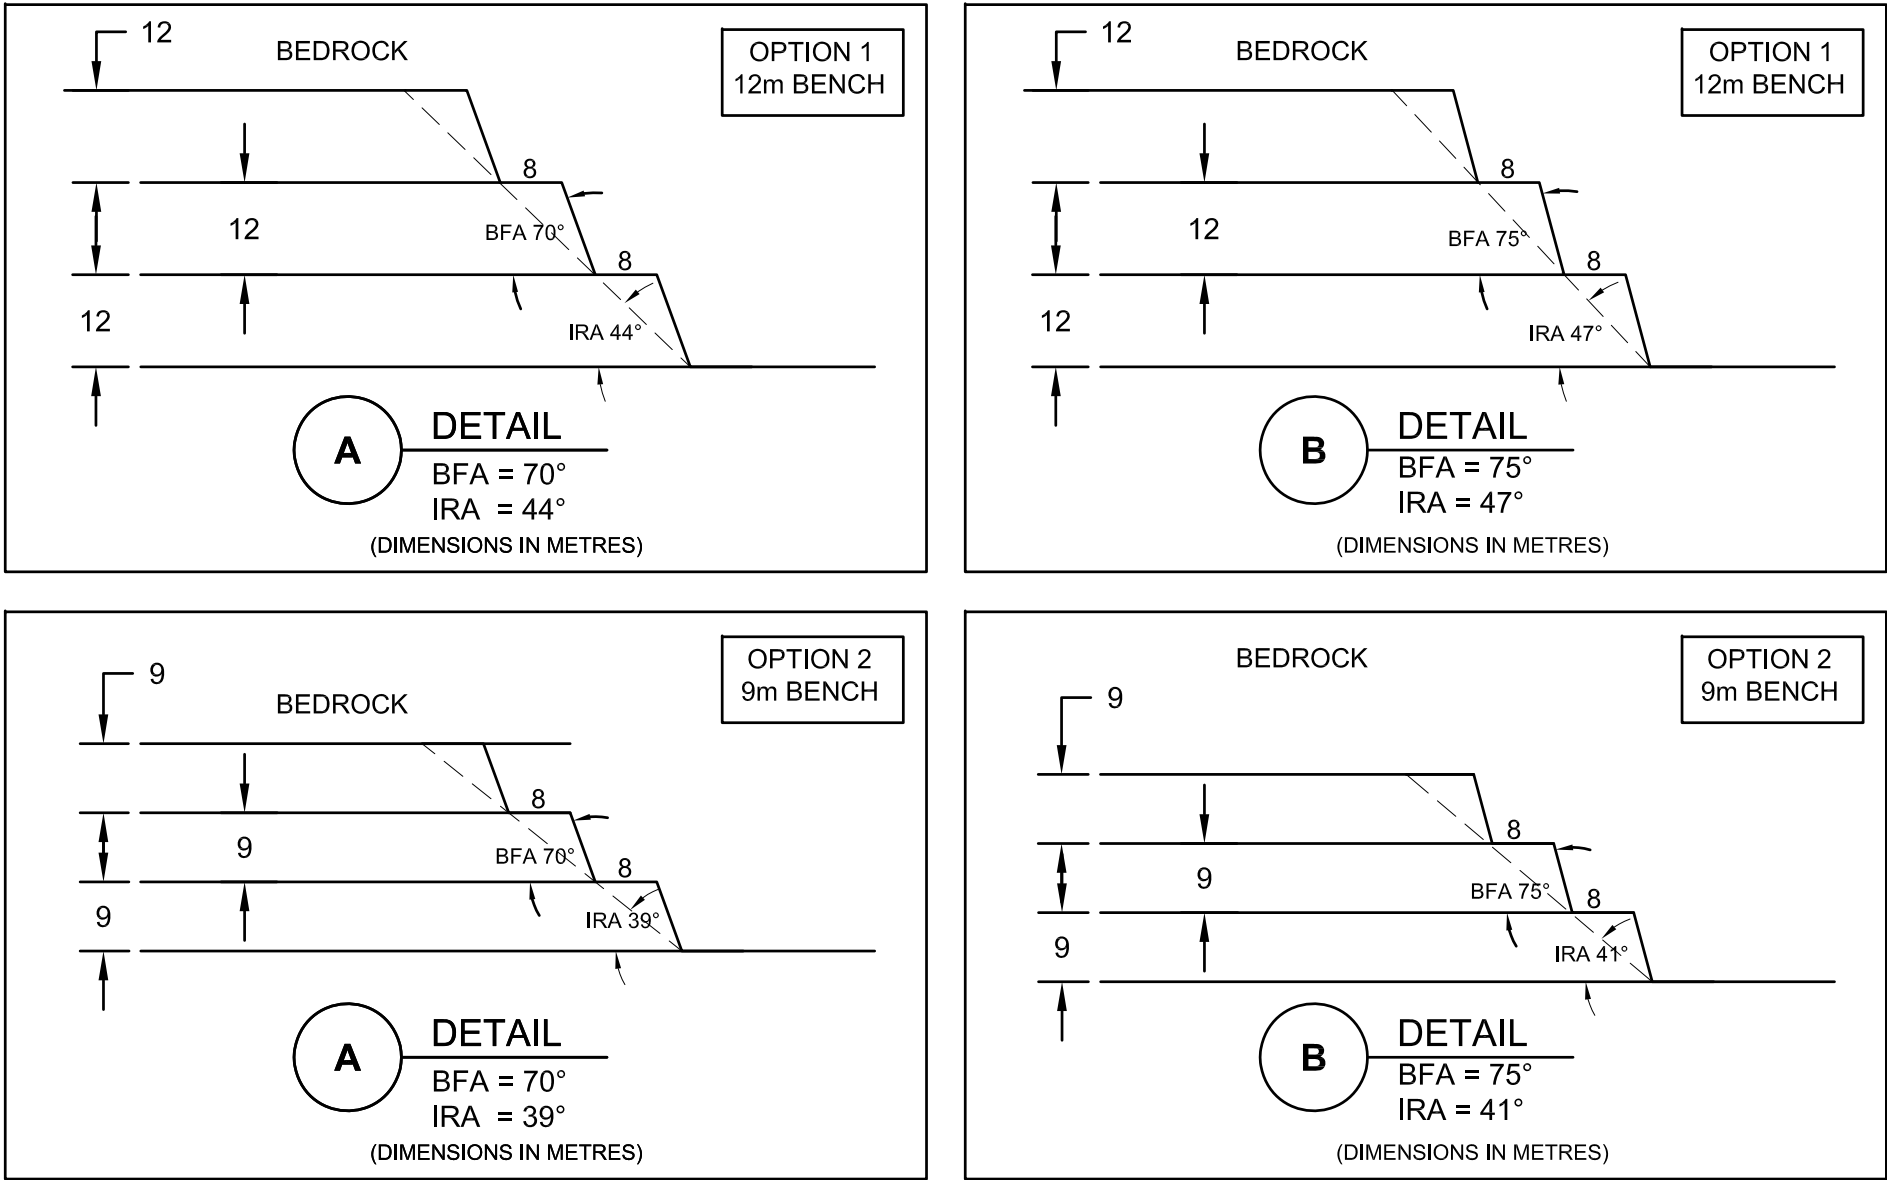 12
BEDROCK
OPTION 1
12m BENCH
8
12
BFA 70°
8
12
IRA 44°
A
DETAIL
BFA = 70°
IRA = 44°
(DIMENSIONS IN METRES)
12
BEDROCK
OPTION 1
12m BENCH
8
12
BFA 75°
8
12
IRA 47°
B
DETAIL
BFA = 75°
IRA = 47°
(DIMENSIONS IN METRES)
9
BEDROCK
OPTION 2
9m BENCH
8
9
BFA 70°
8
9
IRA 39°
A
DETAIL
BFA = 70°
IRA = 39°
(DIMENSIONS IN METRES)
9
BEDROCK
OPTION 2
9m BENCH
8
9
BFA 75°
8
9
IRA 41°
B
DETAIL
BFA = 75°
IRA = 41°
(DIMENSIONS IN METRES)